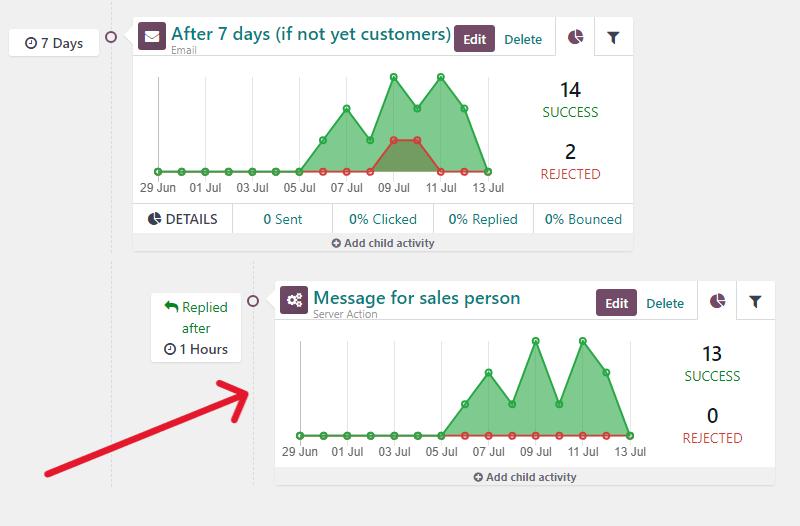 7 Days
After 7 days (if not yet customers)
Edit
Delete
Email
14
SUCCESS
2
REJECTED
29 Jun 01 Jul 03 Jul 05 Jul 07 Jul 09 Jul 11 Jul 13 Jul
DETAILS
0 Sent
0% Clicked
0% Replied
0% Bounced
Add child activity
Replied
after
1 Hours
Message for sales person
Edit
Delete
Server Action
13
SUCCESS
0
REJECTED
29 Jun 01 Jul 03 Jul 05 Jul 07 Jul 09 Jul 11 Jul 13 Jul
Add child activity